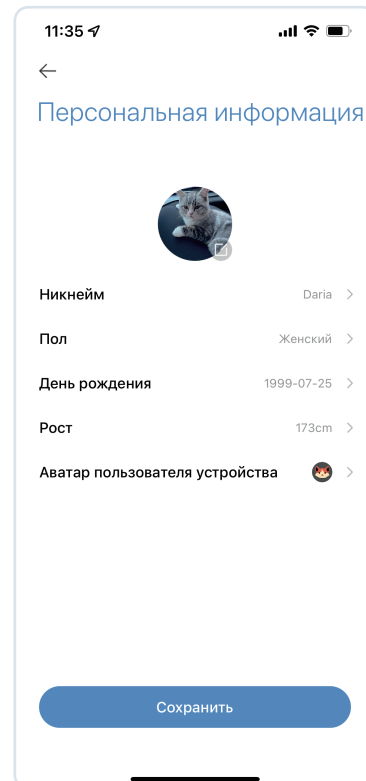 11:35
Персональная информация
Никнейм Daria
Пол Женский
День рождения 1999-07-25
Рост 173cm
Аватар пользователя устройства
Сохранить